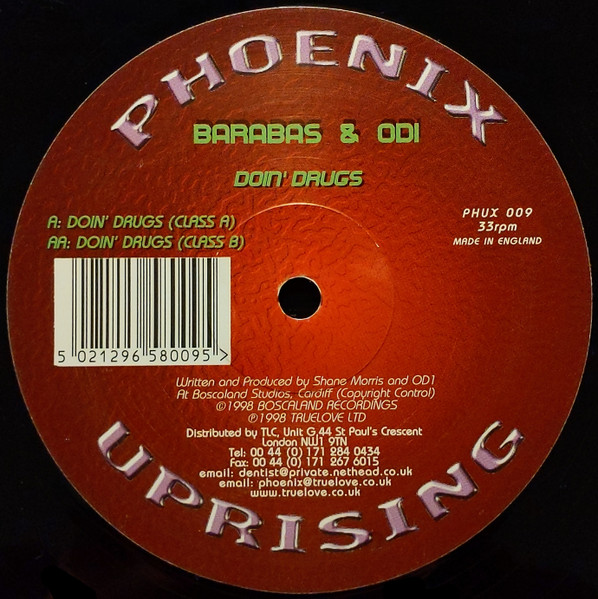 PHOENIX
BARABAS & OD1
DOIN' DRUGS
A: DOIN' DRUGS (CLASS A)
AA: DOIN' DRUGS (CLASS B)
PHUX 009
33rpm
MADE IN ENGLAND
5 021296 580095 >
Written and Produced by Shane Morris and OD1
At Boscaland Studios, Cardiff (Copyright Control)
©1998 BOSCALAND RECORDINGS
℗1998 TRUELOVE LTD
Distributed by TLC, Unit G,44 St Paul's Crescent
London NW1 9TN
Tel: 00 44 (0) 171 284 0434
Fax: 00 44 (0) 171 267 6015
email: dentist@private.nethead.co.uk
email: phoenix@truelove.co.uk
www.truelove.co.uk
UPRISING